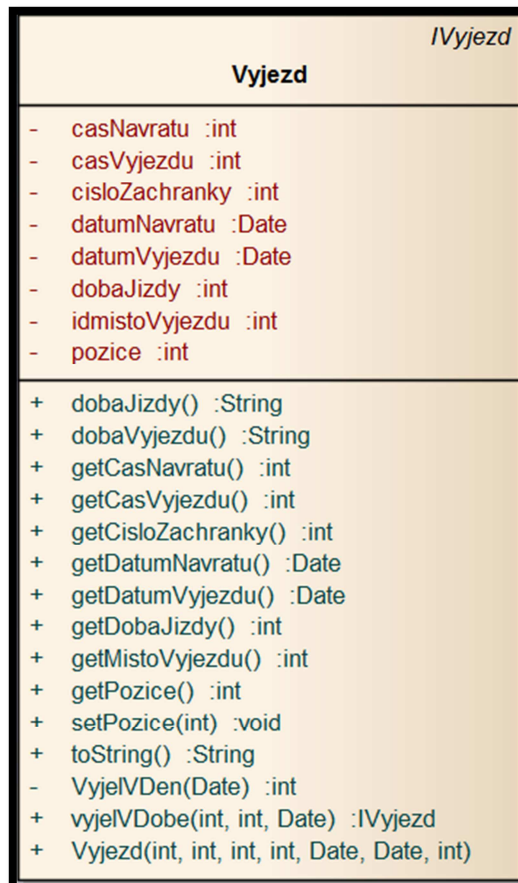 IVyjezd
Vyjezd
- casNavratu :int
- casVyjezdu :int
- cisloZachranky :int
- datumNavratu :Date
- datumVyjezdu :Date
- dobaJizdy :int
- idmistoVyjezdu :int
- pozice :int
+ dobaJizdy() :String
+ dobaVyjezdu() :String
+ getCasNavratu() :int
+ getCasVyjezdu() :int
+ getCisloZachranky() :int
+ getDatumNavratu() :Date
+ getDatumVyjezdu() :Date
+ getDobaJizdy() :int
+ getMistoVyjezdu() :int
+ getPozice() :int
+ setPozice(int) :void
+ toString() :String
- VyjelVDen(Date) :int
+ vyjelVDobe(int, int, Date) :IVyjezd
+ Vyjezd(int, int, int, int, Date, Date, int)